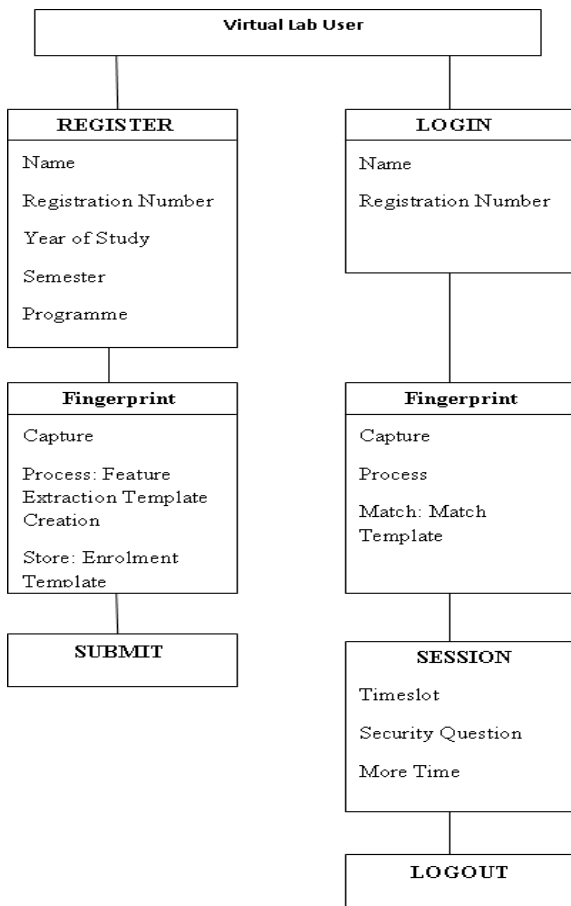 Virtual Lab User
REGISTER
Name
Registration Number
Year of Study
Semester
Programme
Fingerprint
Capture
Process: Feature
Extraction Template
Creation
Store: Enrolment
Template
SUBMIT
LOGIN
Name
Registration Number
Fingerprint
Capture
Process
Match: Match
Template
SESSION
Timeslot
Security Question
More Time
LOGOUT